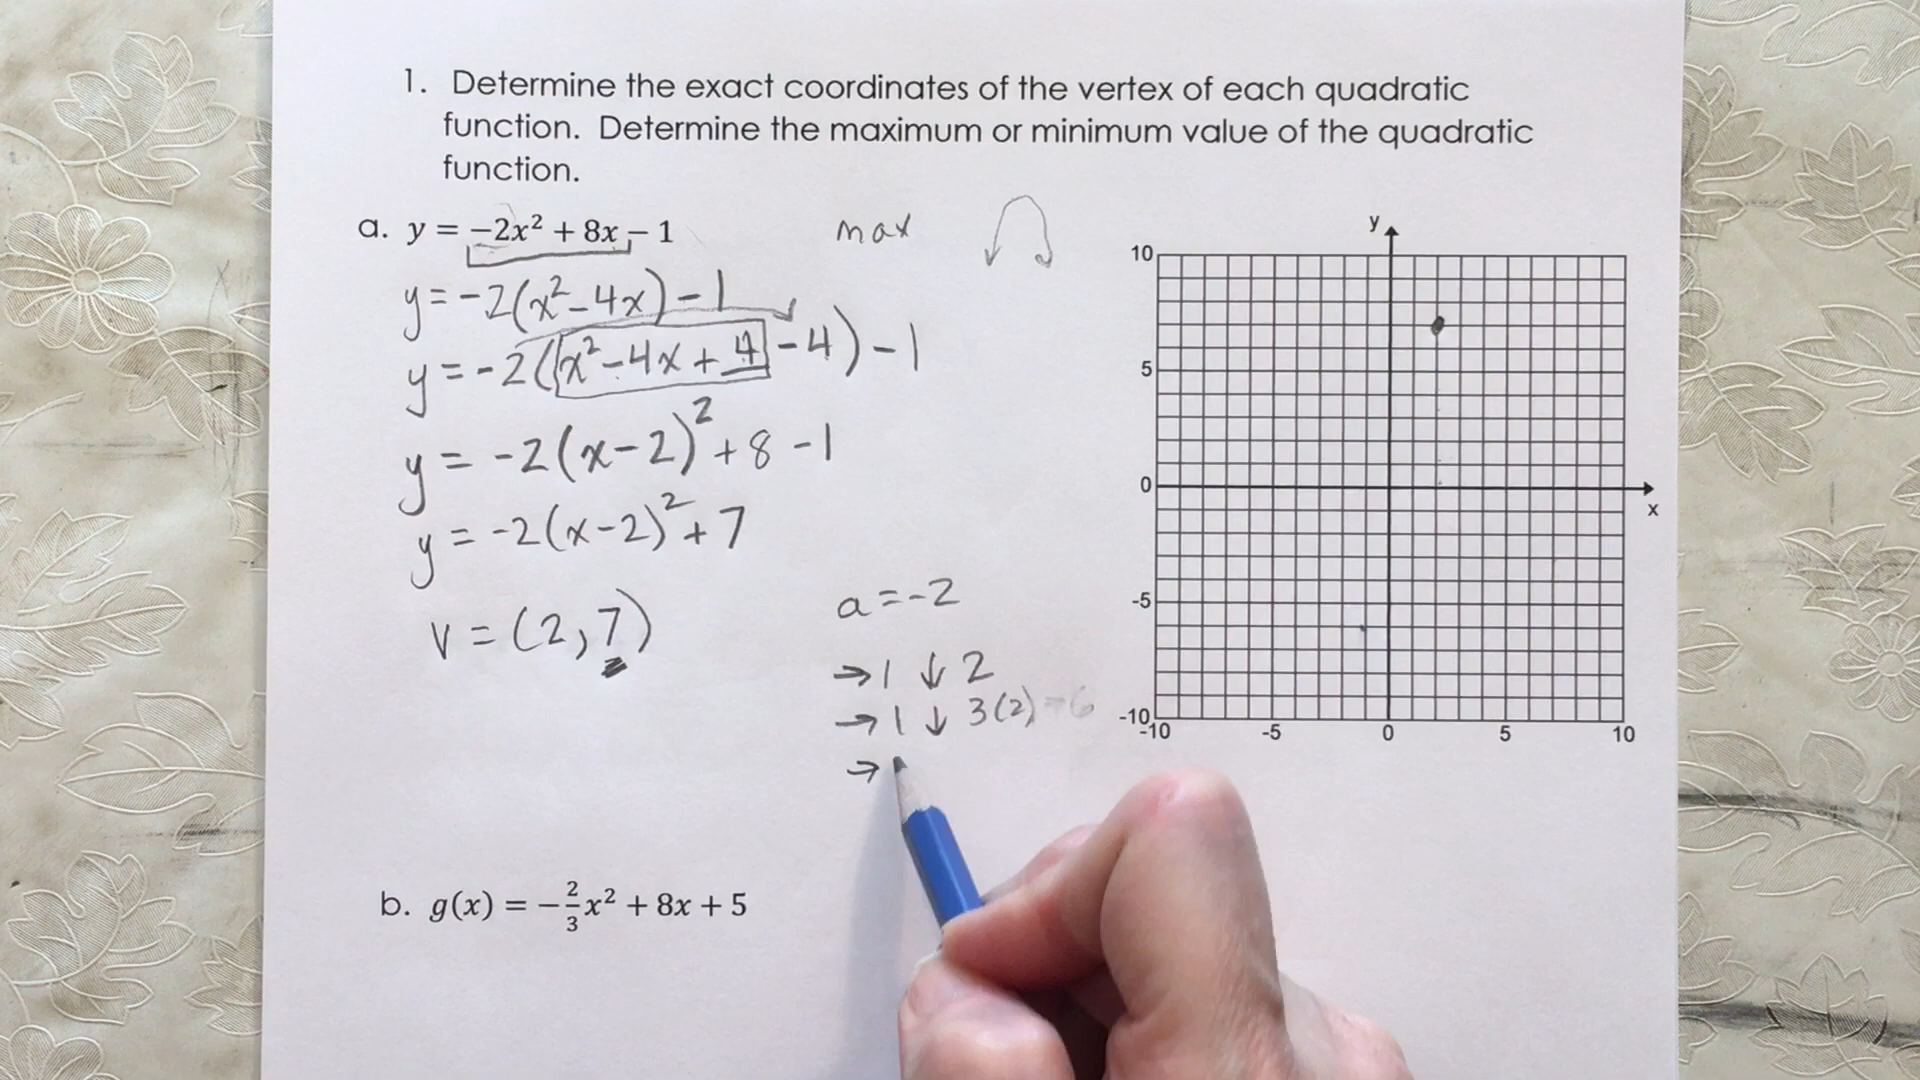 1. Determine the exact coordinates of the vertex of each quadratic
function. Determine the maximum or minimum value of the quadratic
function.
a. y = −2x² + 8x − 1
max
y = -2(x² - 4x) - 1
y = -2(x² - 4x + 4 - 4) - 1
y = -2(x-2)² + 8 - 1
y = -2(x-2)² + 7
V = (2, 7)
a = -2
→ 1 ↓ 2
→ 1 ↓ 3(2) = 6
→
y
10
5
0
-5
-10
-10 -5 0 5 10
x
b. g(x) = −2/3x² + 8x + 5